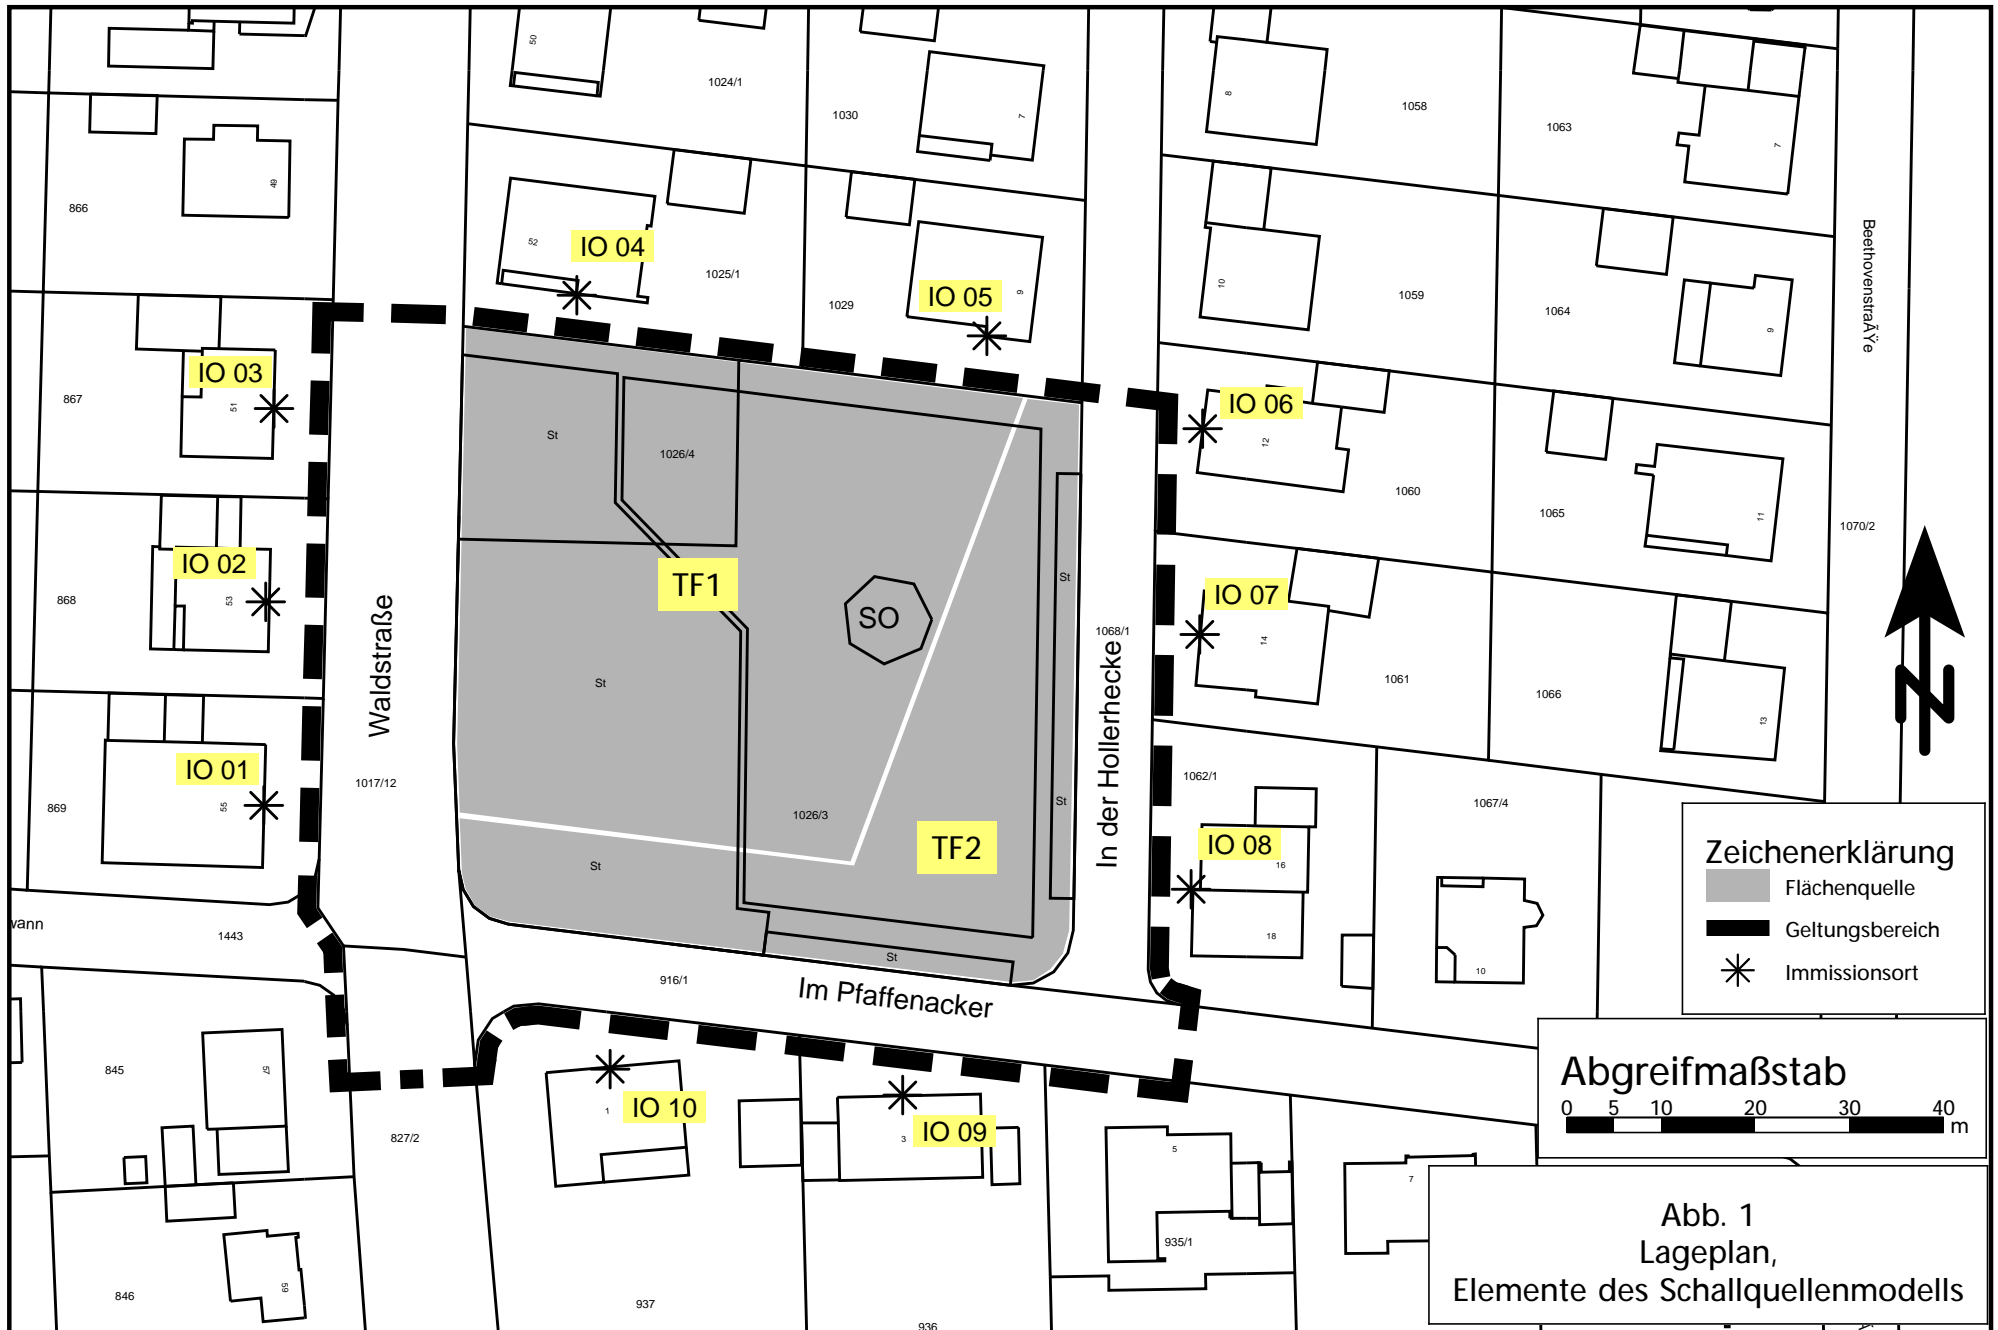 50
1024/1
1030
7
8
1058
1063
7
49
866
52
IO 04
1025/1
1029
IO 05
9
10
1059
1064
9
BeethovenstraÃŸe
IO 03
867
51
St
1026/4
IO 06
12
1060
1065
11
1070/2
IO 02
868
53
Waldstraße
TF1
SO
St
1068/1
IO 07
14
1061
1066
13
St
IO 01
869
55
1017/12
1026/3
St
In der Hollerhecke
1062/1
1067/4
TF2
IO 08
16
St
18
10
wann
1443
916/1
St
Im Pfaffenacker
Zeichenerklärung
Flächenquelle
Geltungsbereich
Immissionsort
845
57
1
IO 10
3
IO 09
827/2
5
7
935/1
846
59
937
936
Abgreifmaßstab
0 5 10 20 30 40
m
Abb. 1
Lageplan,
Elemente des Schallquellenmodells